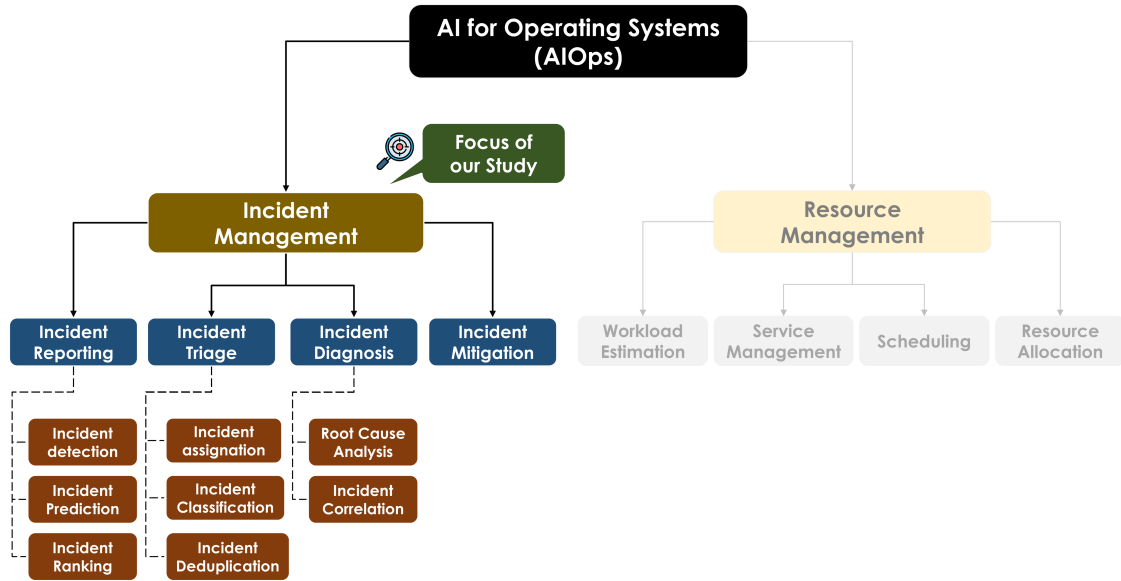 AI for Operating Systems
(AIOps)
Focus of
our Study
Incident
Management
Resource
Management
Incident
Reporting
Incident
Triage
Incident
Diagnosis
Incident
Mitigation
Workload
Estimation
Service
Management
Scheduling
Resource
Allocation
Incident
detection
Incident
assignation
Root Cause
Analysis
Incident
Prediction
Incident
Classification
Incident
Correlation
Incident
Ranking
Incident
Deduplication